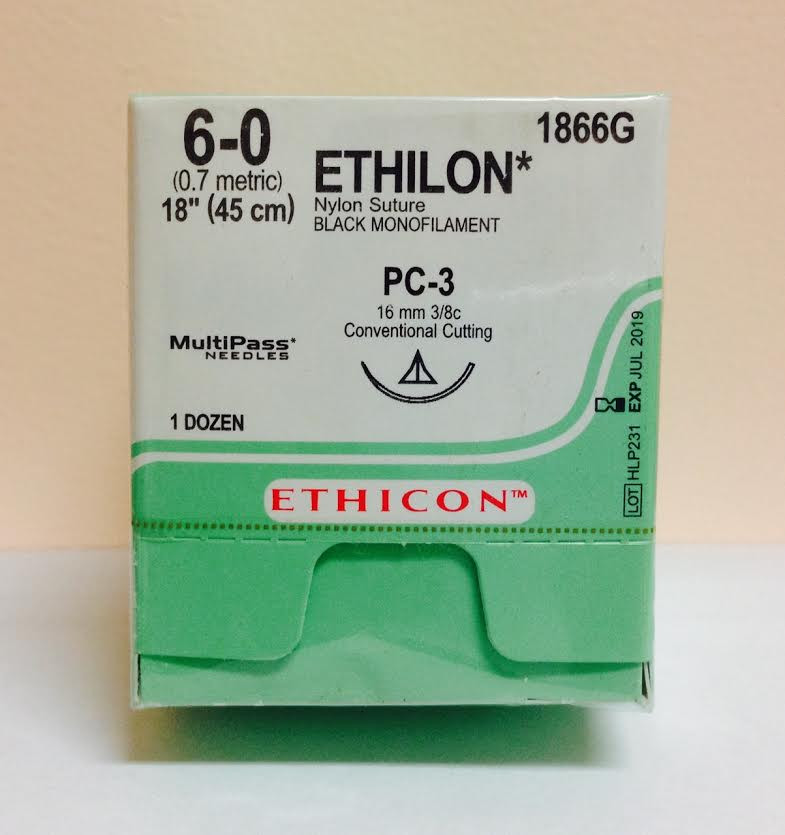 6-0
(0.7 metric)
18" (45 cm)
ETHILON*
Nylon Suture
BLACK MONOFILAMENT
1866G
PC-3
16 mm 3/8c
Conventional Cutting
MultiPass*
NEEDLES
1 DOZEN
LOT HLP231 EXP JUL 2019
ETHICON™